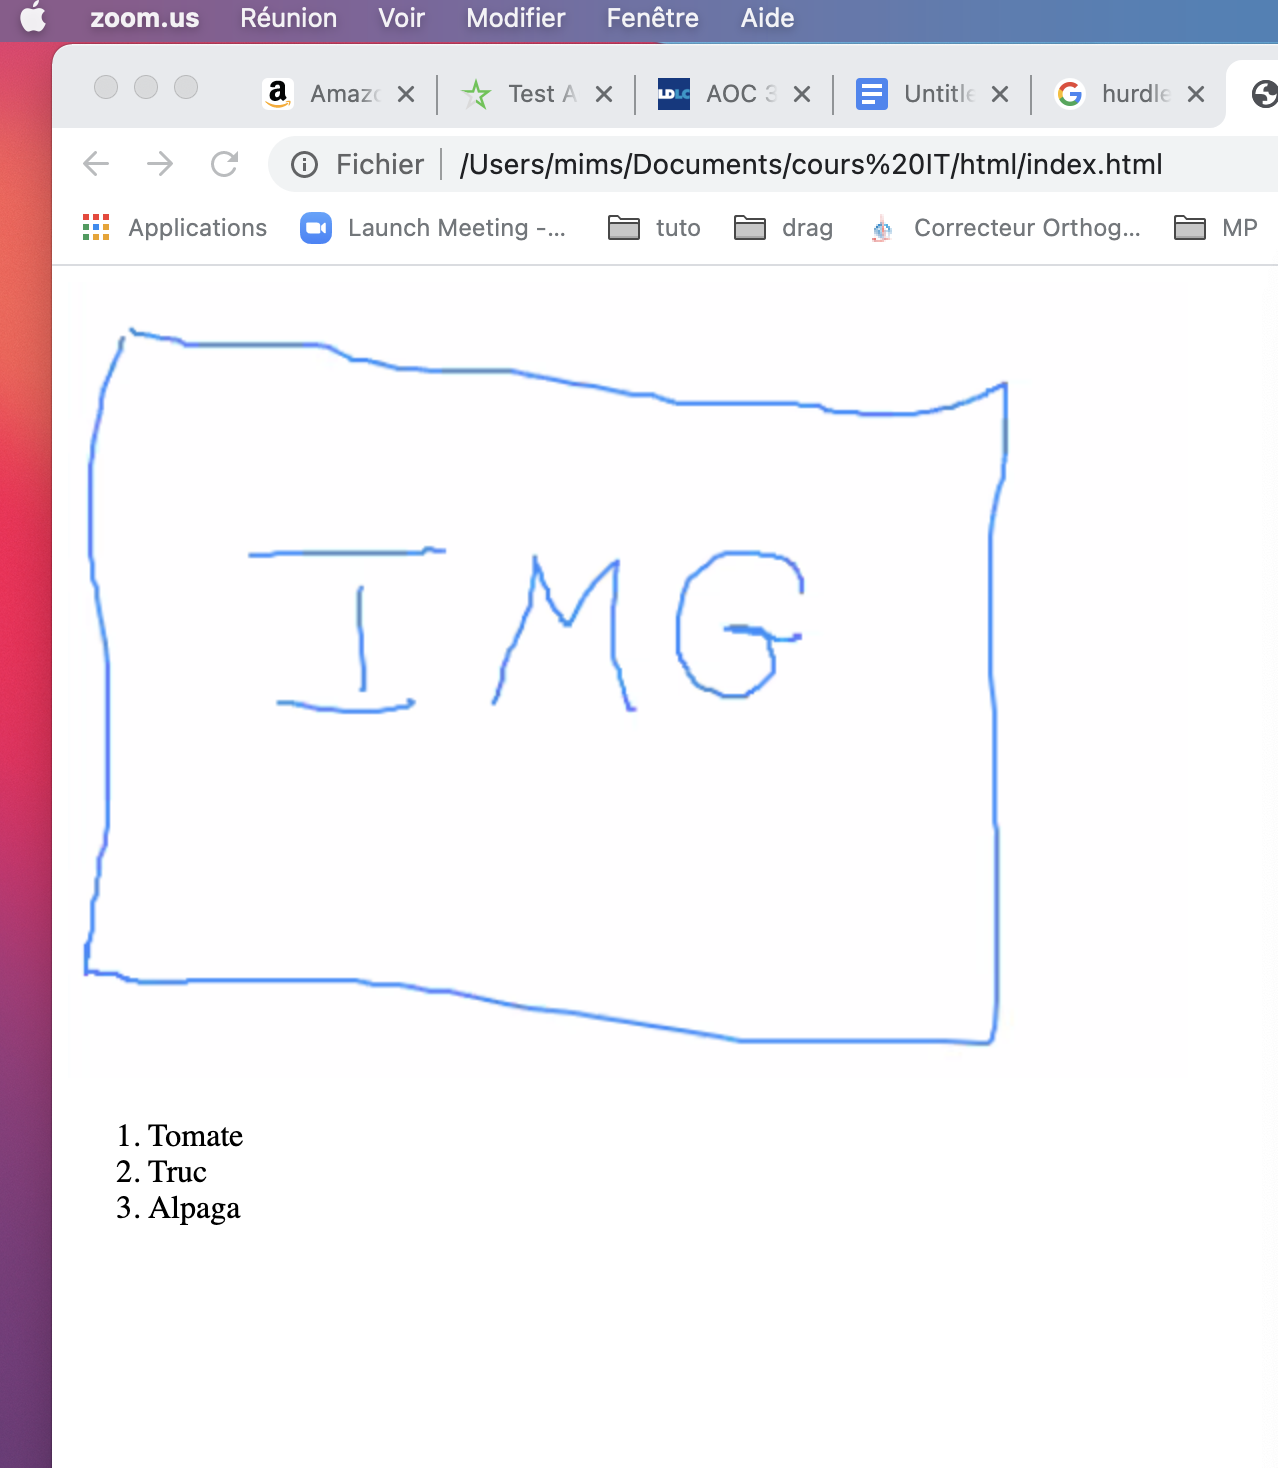 zoom.us Réunion Voir Modifier Fenêtre Aide
Amazo Test A AOC 3 Untitle hurdle
Fichier /Users/mims/Documents/cours%20IT/html/index.html
Applications Launch Meeting -... tuto drag Correcteur Orthog... MP
IMG
1. Tomate
2. Truc
3. Alpaga